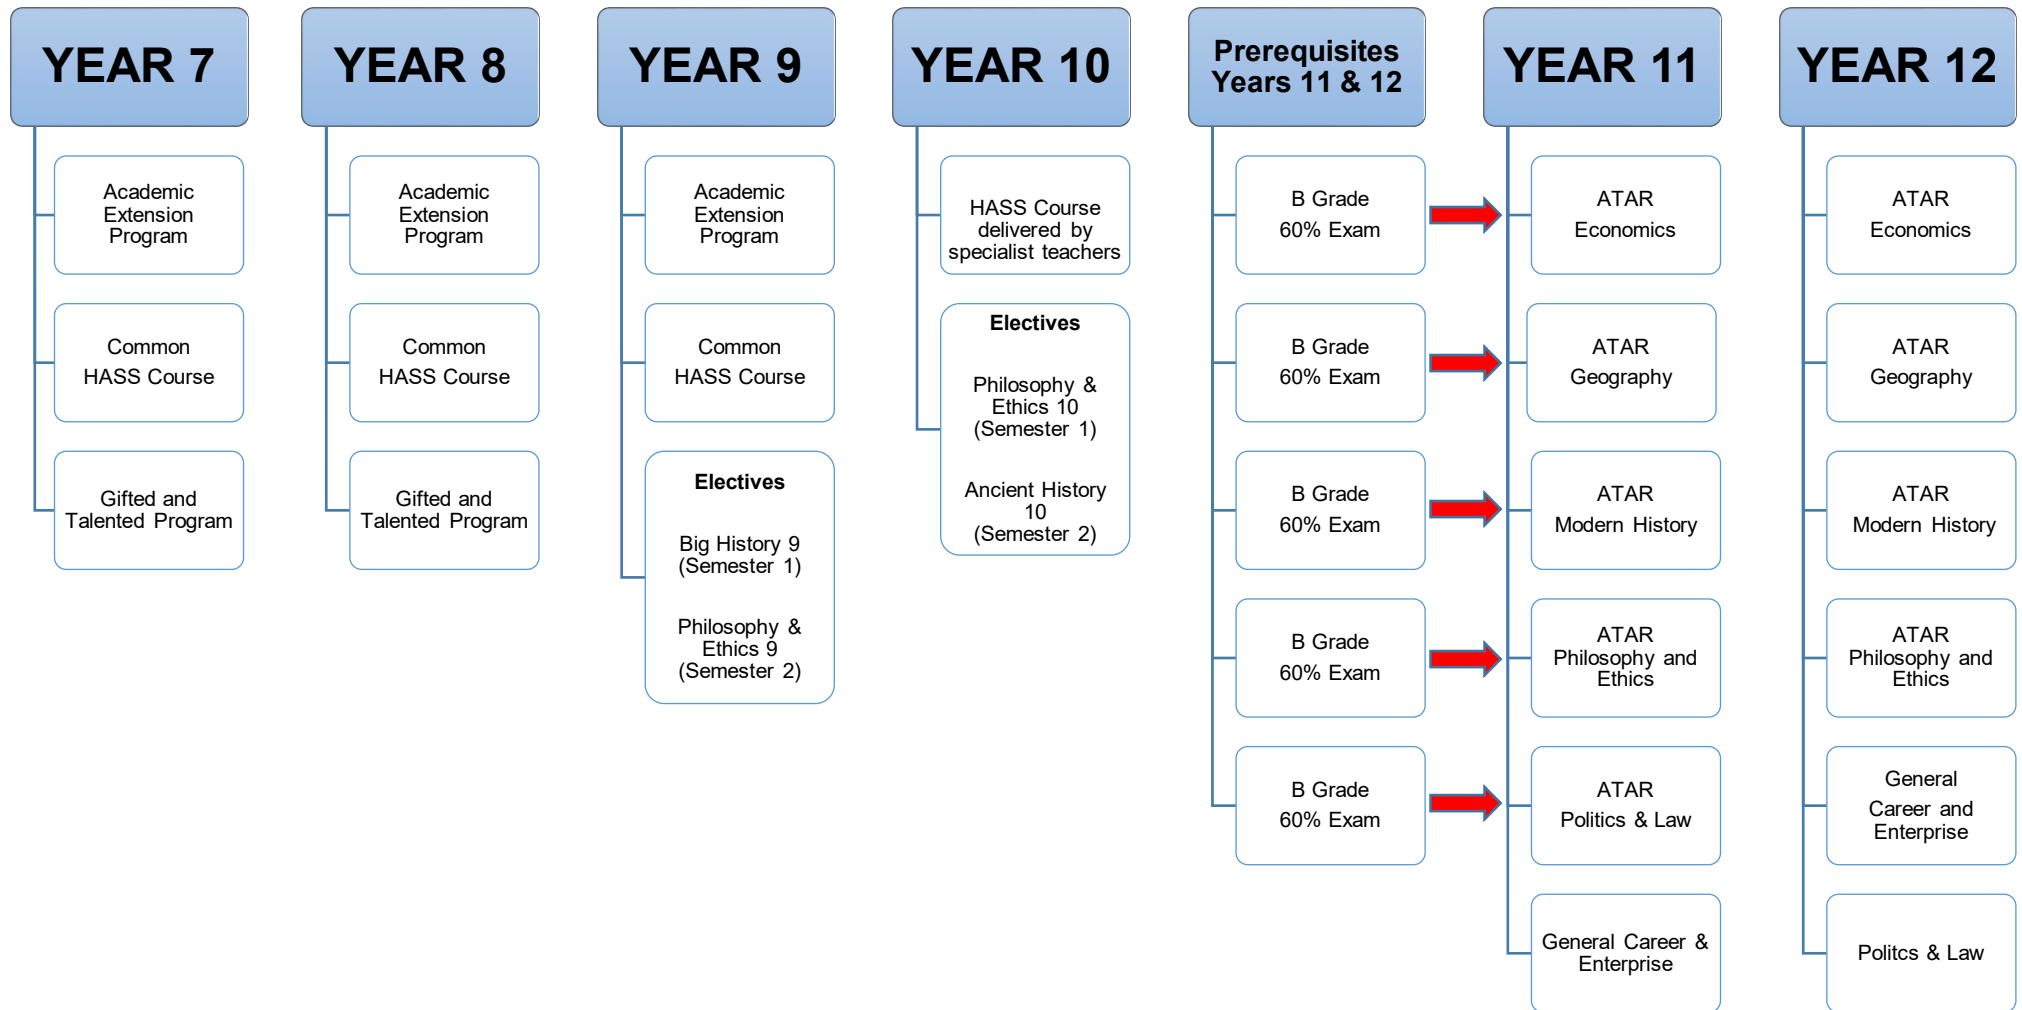 YEAR 7
Academic
Extension
Program
Common
HASS Course
Gifted and
Talented Program
YEAR 8
Academic
Extension
Program
Common
HASS Course
Gifted and
Talented Program
YEAR 9
Academic
Extension
Program
Common
HASS Course
Electives
Big History 9
(Semester 1)
Philosophy &
Ethics 9
(Semester 2)
YEAR 10
HASS Course
delivered by
specialist teachers
Electives
Philosophy &
Ethics 10
(Semester 1)
Ancient History
10
(Semester 2)
Prerequisites
Years 11 & 12
B Grade
60% Exam
B Grade
60% Exam
B Grade
60% Exam
B Grade
60% Exam
B Grade
60% Exam
YEAR 11
ATAR
Economics
ATAR
Geography
ATAR
Modern History
ATAR
Philosophy and
Ethics
ATAR
Politics & Law
General Career &
Enterprise
YEAR 12
ATAR
Economics
ATAR
Geography
ATAR
Modern History
ATAR
Philosophy and
Ethics
General
Career and
Enterprise
Politcs & Law